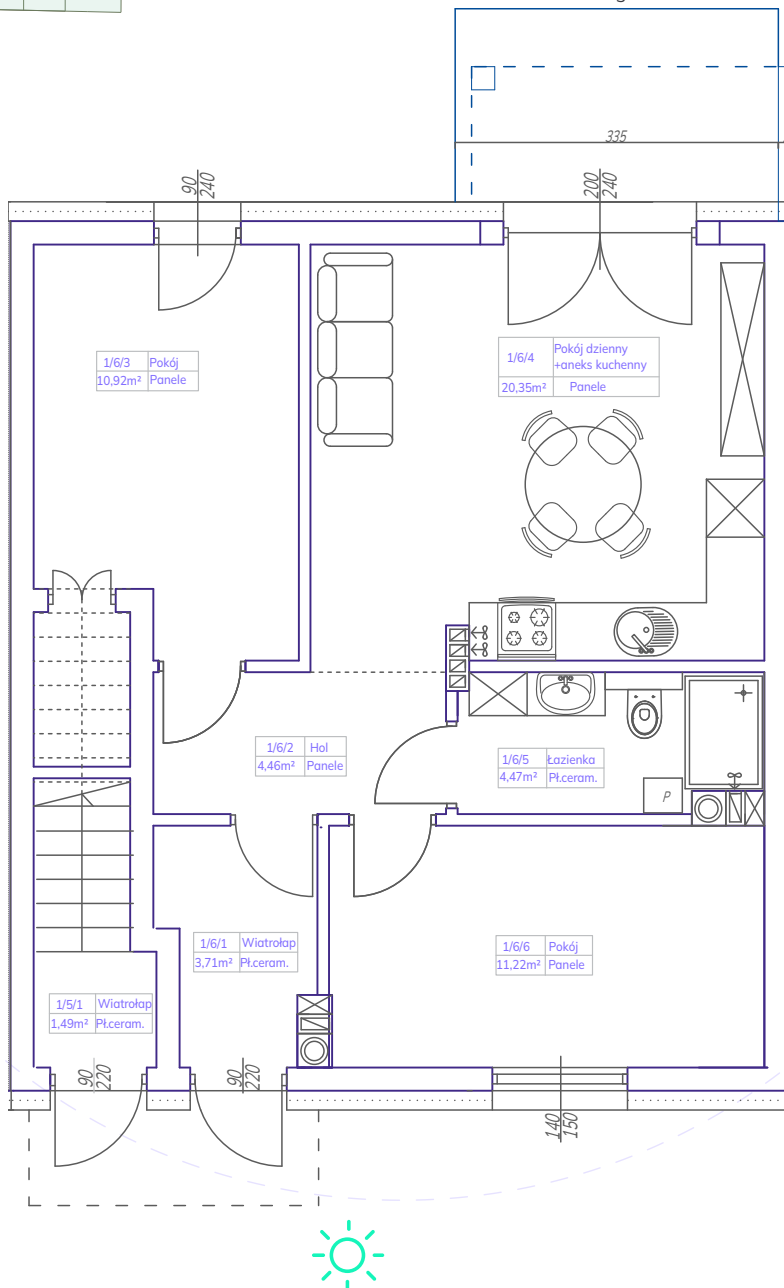 335
90
240
200
240
1/6/3 Pokój
10,92m² Panele
1/6/4 Pokój dzienny
+aneks kuchenny
20,35m² Panele
1/6/2 Hol
4,46m² Panele
1/6/5 Łazienka
4,47m² Pł.ceram.
P
1/6/1 Wiatrołap
3,71m² Pł.ceram.
1/6/6 Pokój
11,22m² Panele
1/5/1 Wiatrołap
1,49m² Pł.ceram.
90
220
90
220
140
150